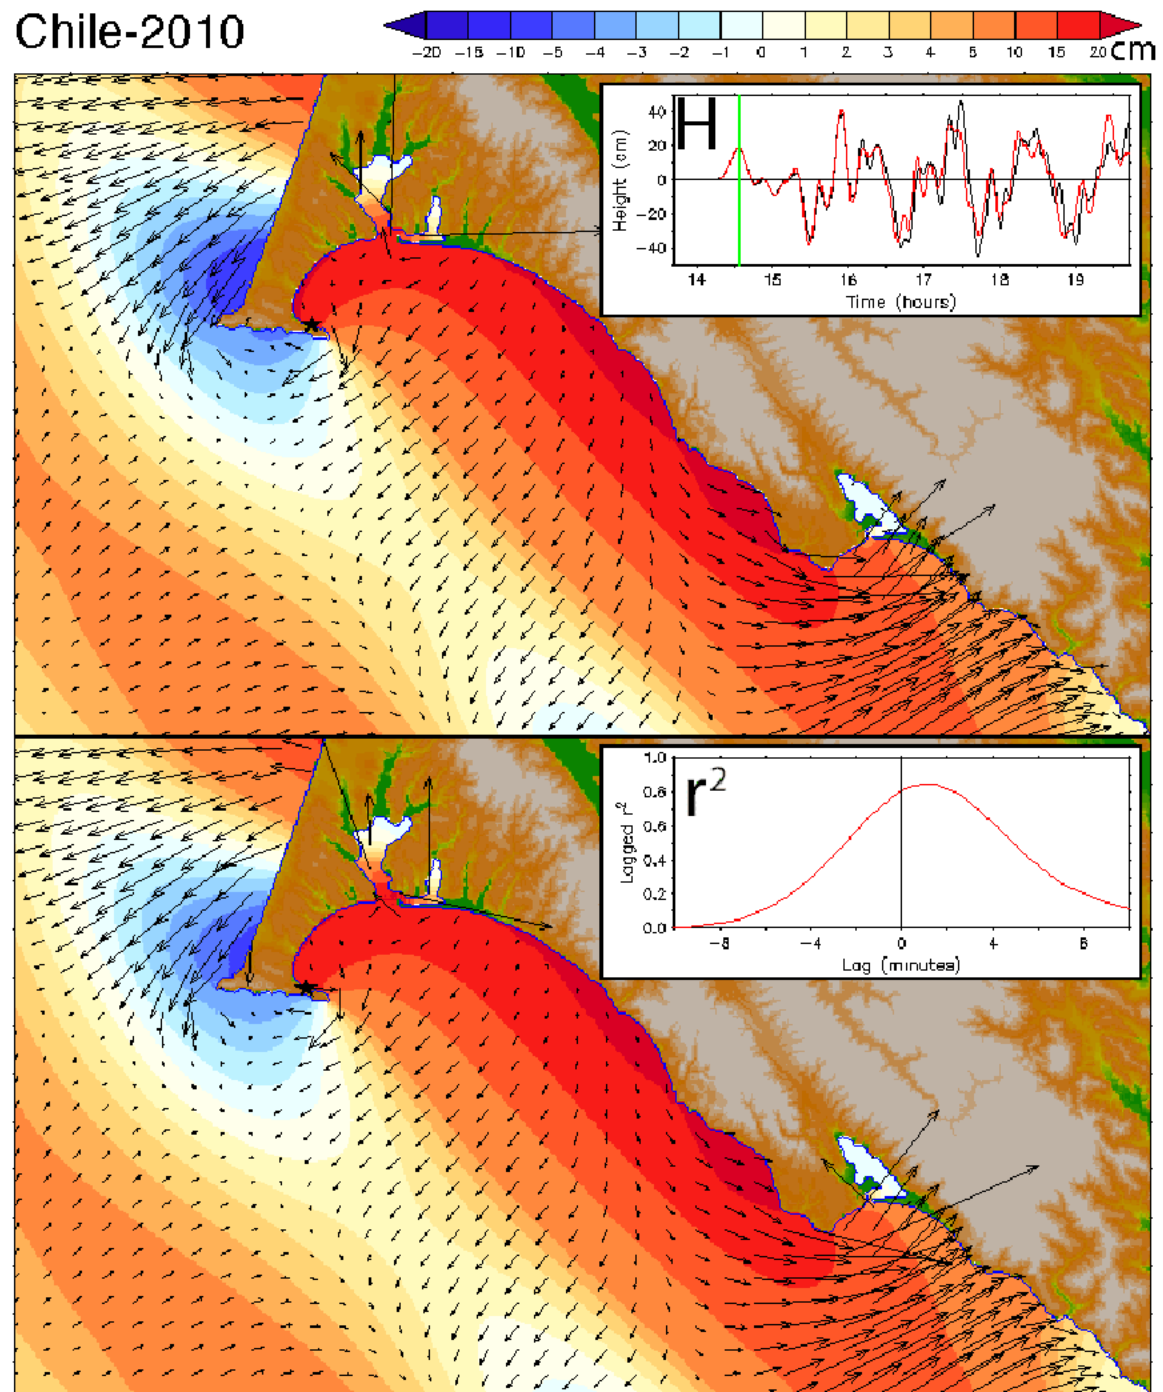 Chile-2010
-20 -15 -10 -5 -4 -3 -2 -1 0 1 2 3 4 5 10 15 20 cm
H
40
20
0
-20
-40
Height (cm)
14 15 16 17 18 19
Time (hours)
r2
1.0
0.8
0.6
0.4
0.2
0.0
Lagged r2
-8 -4 0 4 8
Lag (minutes)